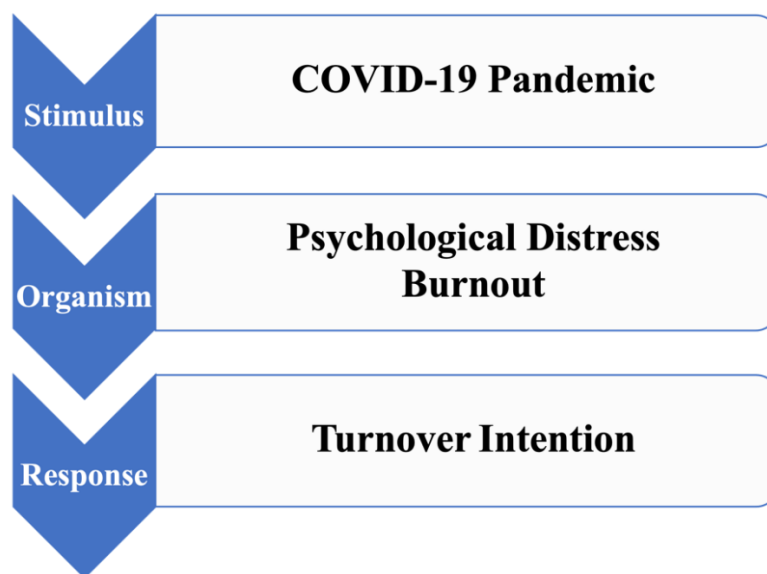 Stimulus
COVID-19 Pandemic
Organism
Psychological Distress
Burnout
Response
Turnover Intention